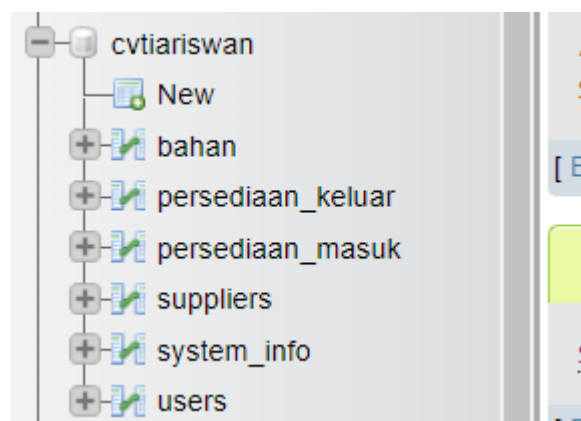 cvtiariswan
New
bahan
persediaan_keluar
persediaan_masuk
suppliers
system_info
users
[